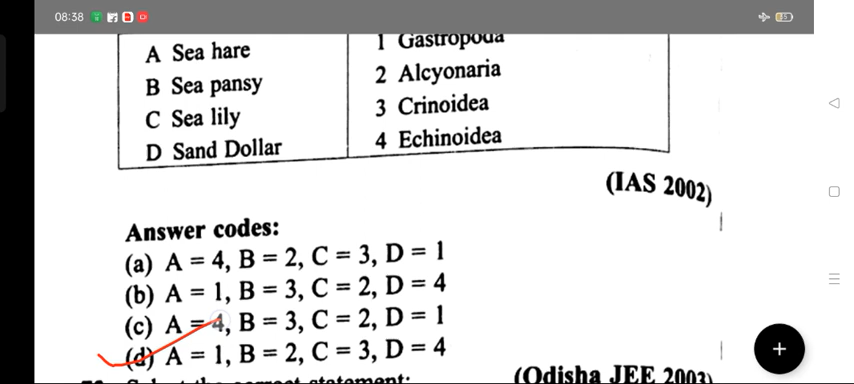 08:38
A Sea hare 1 Gastropoda
B Sea pansy 2 Alcyonaria
C Sea lily 3 Crinoidea
D Sand Dollar 4 Echinoidea
(IAS 2002)
Answer codes:
(a) A = 4, B = 2, C = 3, D = 1
(b) A = 1, B = 3, C = 2, D = 4
(c) A = 4, B = 3, C = 2, D = 1
(d) A = 1, B = 2, C = 3, D = 4
(Odisha JEE 2003)